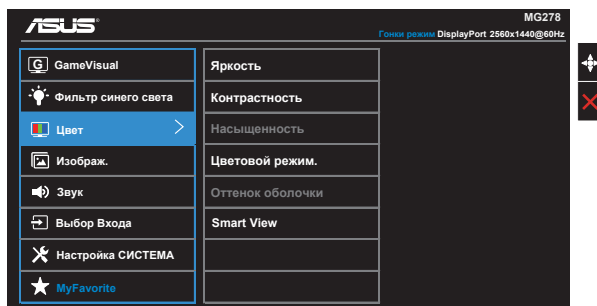 ASUS
MG278
Гонки режим DisplayPort 2560x1440@60Hz
G GameVisual
Фильтр синего света
Цвет
Изображ.
Звук
Выбор Входа
Настройка СИСТЕМА
MyFavorite
Яркость
Контрастность
Насыщенность
Цветовой режим.
Оттенок оболочки
Smart View